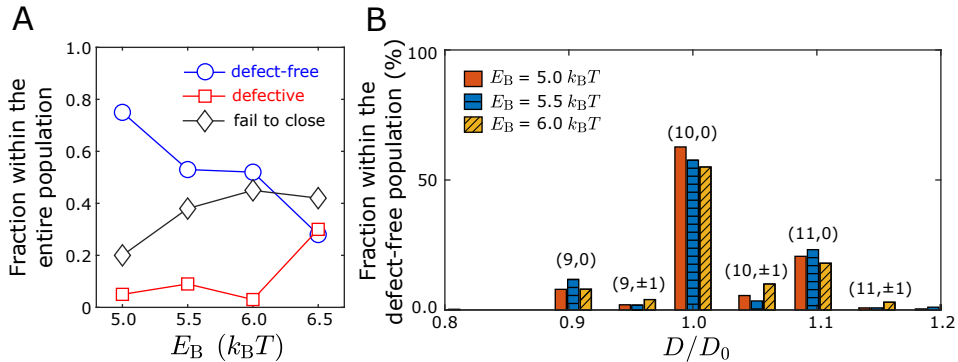 A
Fraction within the
entire population
1.0
0.8
0.6
0.4
0.2
0
defect-free
defective
fail to close
5.0 5.5 6.0 6.5
E_B (k_BT)
B
Fraction within the
defect-free population (%)
100
50
0.0
E_B = 5.0 k_BT
E_B = 5.5 k_BT
E_B = 6.0 k_BT
(9,0)
(9,±1)
(10,0)
(10,±1)
(11,0)
(11,±1)
0.8 0.9 1.0 1.1 1.2
D/D_0